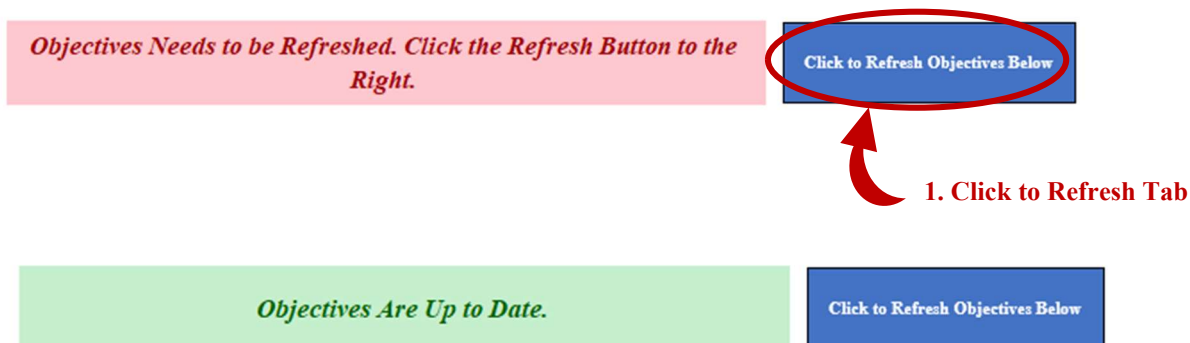 Objectives Needs to be Refreshed. Click the Refresh Button to the
Right.
Click to Refresh Objectives Below
1. Click to Refresh Tab
Objectives Are Up to Date.
Click to Refresh Objectives Below